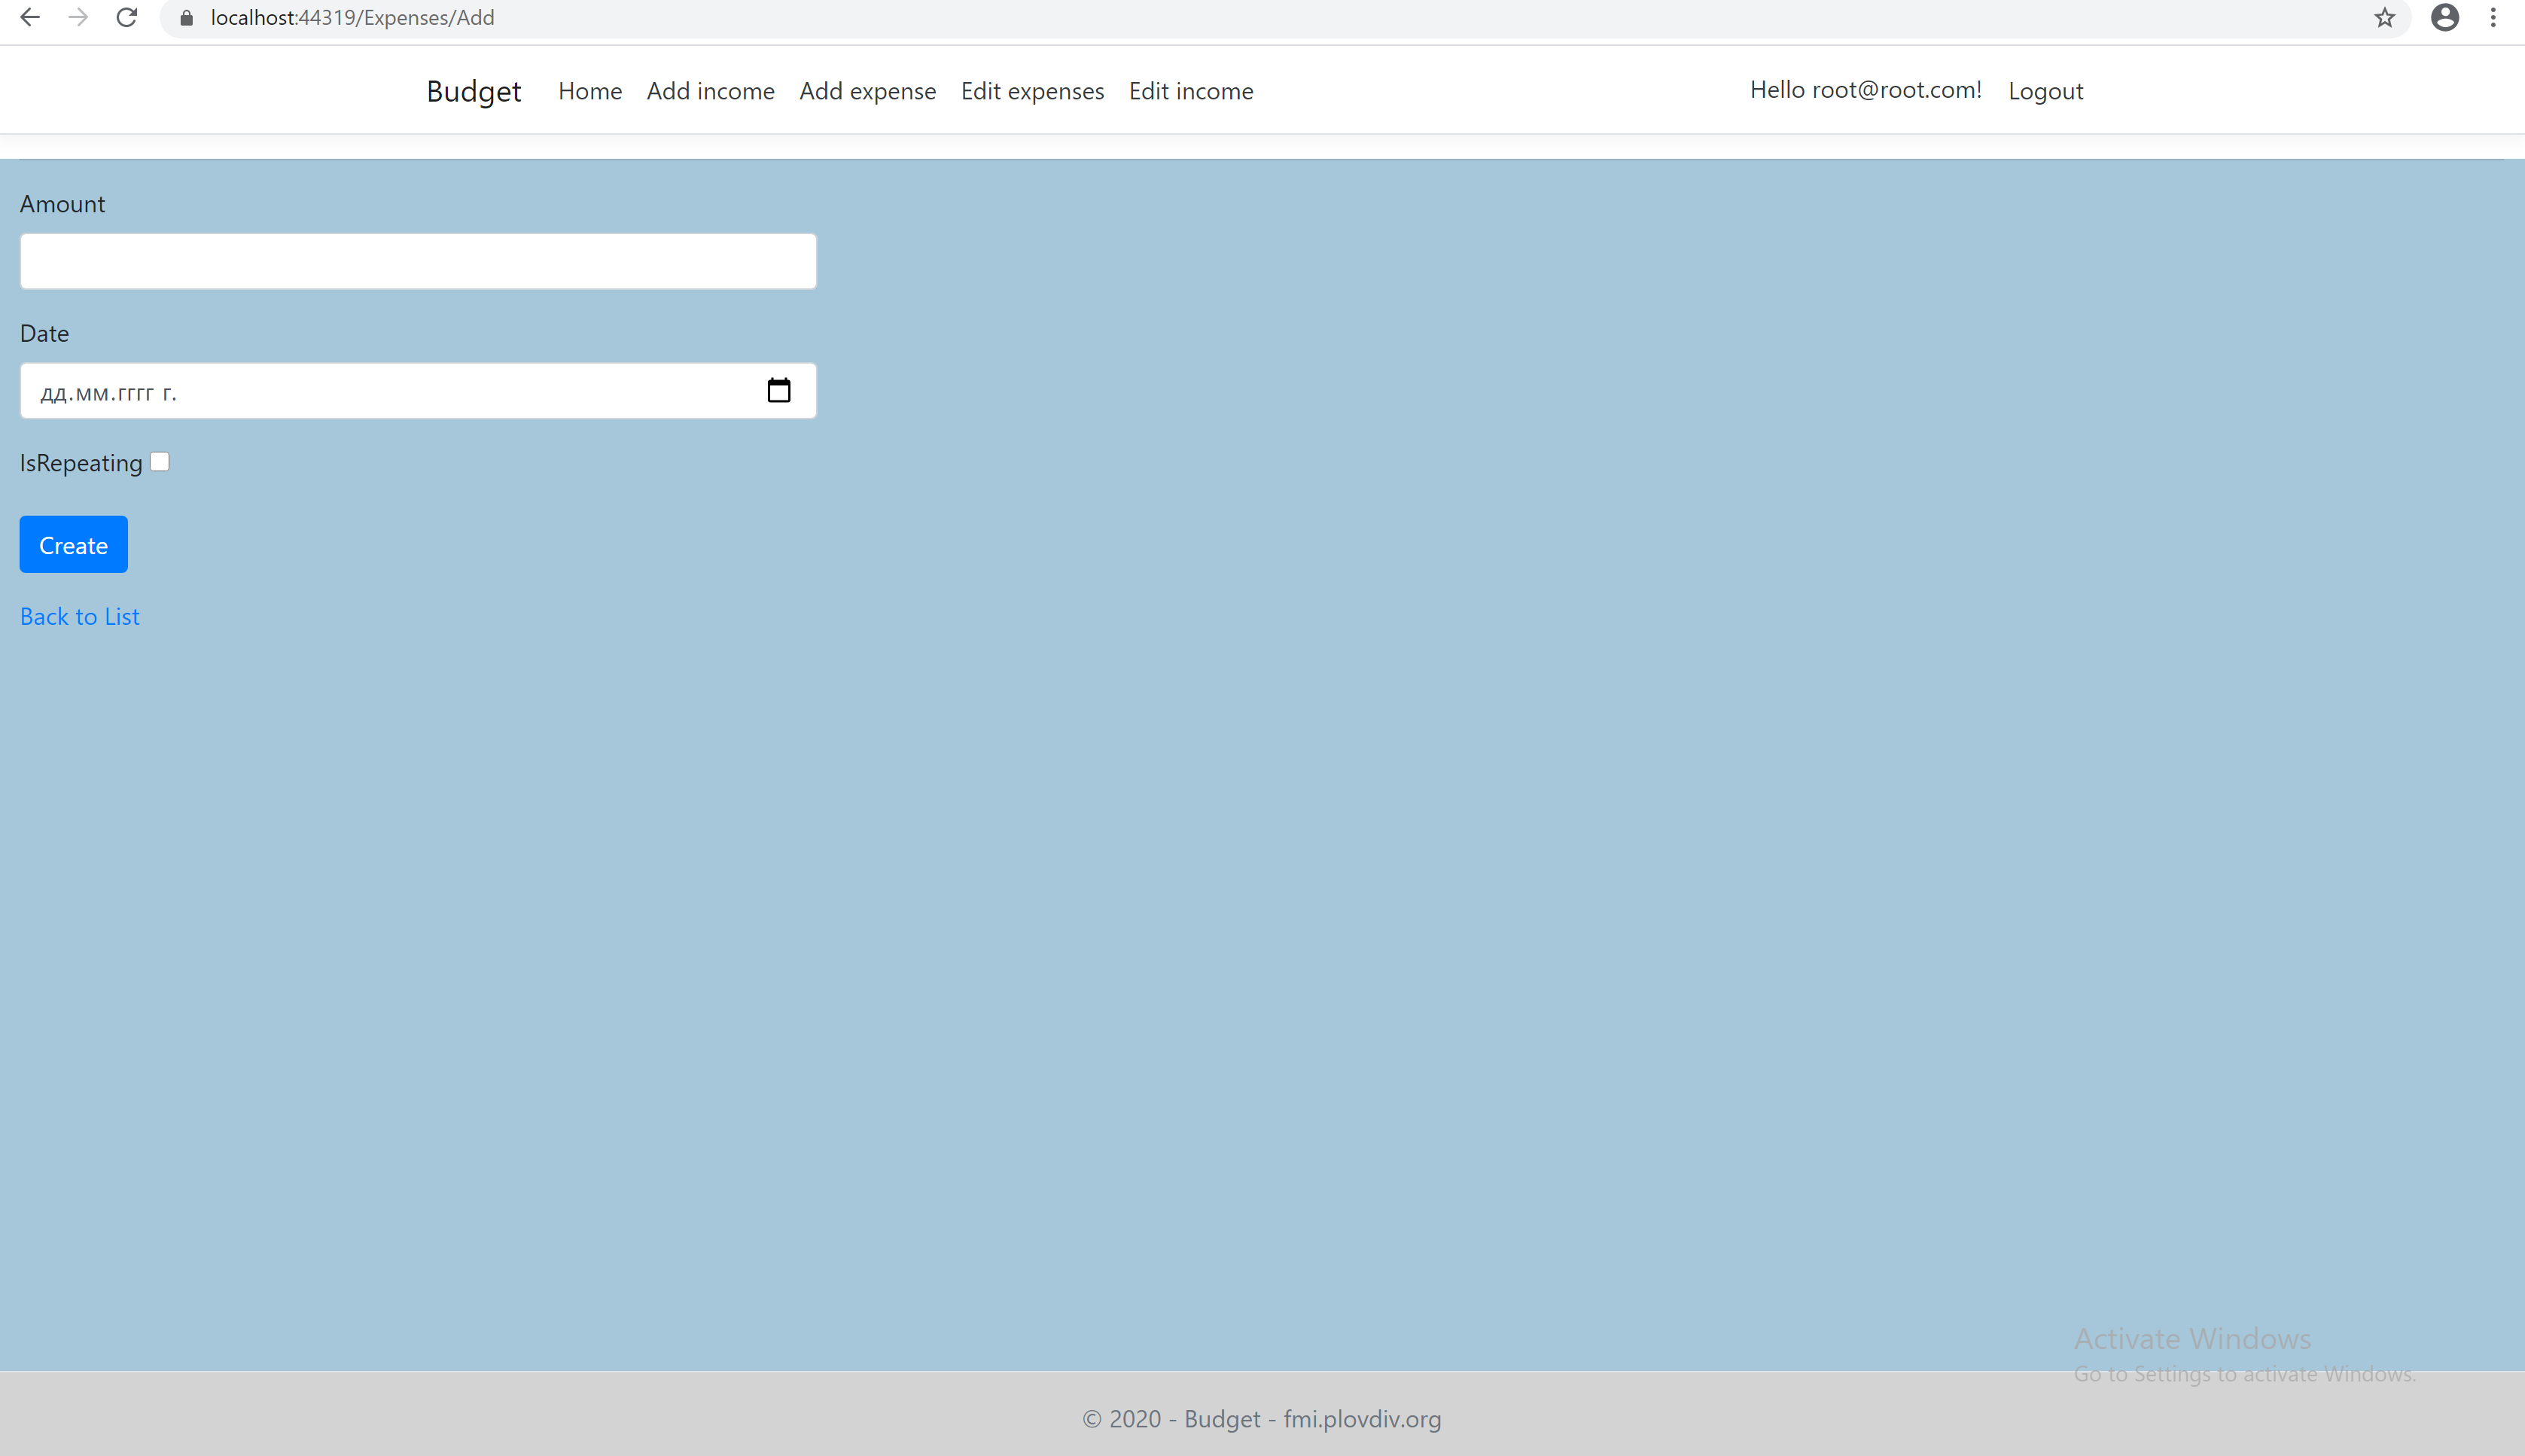 localhost:44319/Expenses/Add
Budget Home Add income Add expense Edit expenses Edit income Hello root@root.com! Logout
Amount
Date
дд.мм.гггг г.
IsRepeating
Create
Back to List
Activate Windows
Go to Settings to activate Windows.
© 2020 - Budget - fmi.plovdiv.org